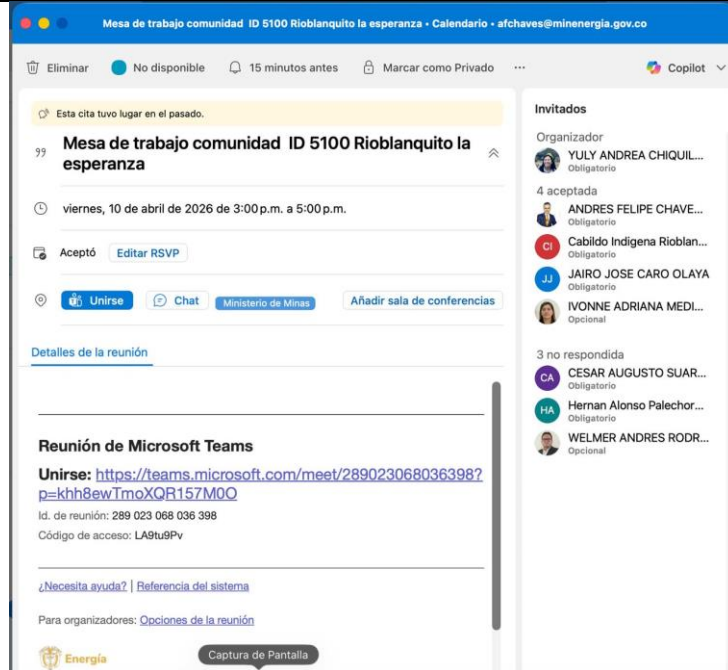 Mesa de trabajo comunidad ID 5100 Rioblanquito la esperanza • Calendario • afchaves@minenergia.gov.co
Eliminar No disponible 15 minutos antes Marcar como Privado ... Copilot
Esta cita tuvo lugar en el pasado.
Mesa de trabajo comunidad ID 5100 Rioblanquito la
esperanza
viernes, 10 de abril de 2026 de 3:00 p.m. a 5:00 p.m.
Aceptó Editar RSVP
Unirse Chat Ministerio de Minas Añadir sala de conferencias
Detalles de la reunión
Reunión de Microsoft Teams
Unirse: https://teams.microsoft.com/meet/289023068036398?
p=khh8ewTmoXQR157M0O
Id. de reunión: 289 023 068 036 398
Código de acceso: LA9tu9Pv
¿Necesita ayuda? | Referencia del sistema
Para organizadores: Opciones de la reunión
Energía
Captura de Pantalla
Invitados
Organizador
YULY ANDREA CHIQUIL...
Obligatorio
4 aceptada
ANDRES FELIPE CHAVE...
Obligatorio
CI Cabildo Indigena Rioblan...
Obligatorio
JJ JAIRO JOSE CARO OLAYA
Obligatorio
IVONNE ADRIANA MEDI...
Opcional
3 no respondida
CA CESAR AUGUSTO SUAR...
Obligatorio
HA Hernan Alonso Palechor...
Obligatorio
WELMER ANDRES RODR...
Opcional